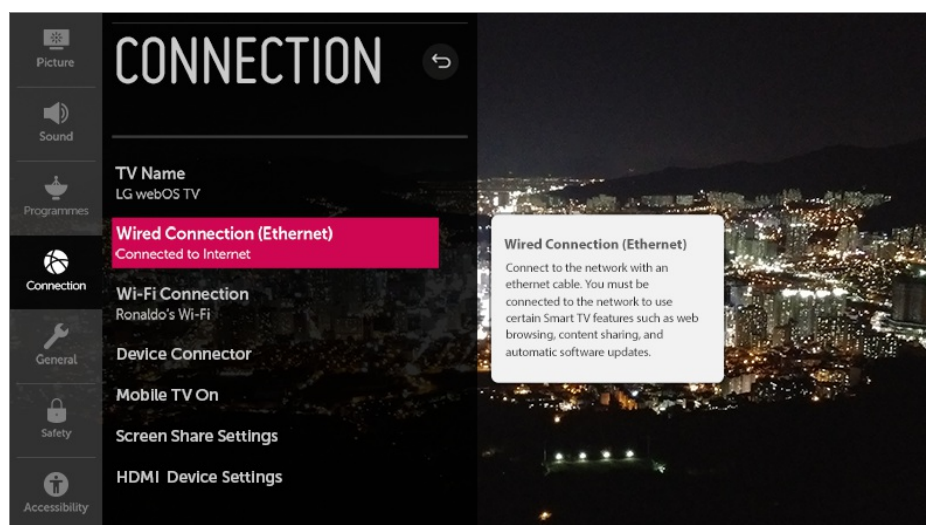 Picture
Sound
Programmes
Connection
General
Safety
Accessibility
CONNECTION
TV Name
LG webOS TV
Wired Connection (Ethernet)
Connected to Internet
Wi-Fi Connection
Ronaldo's Wi-Fi
Device Connector
Mobile TV On
Screen Share Settings
HDMI Device Settings
Wired Connection (Ethernet)
Connect to the network with an
ethernet cable. You must be
connected to the network to use
certain Smart TV features such as web
browsing, content sharing, and
automatic software updates.